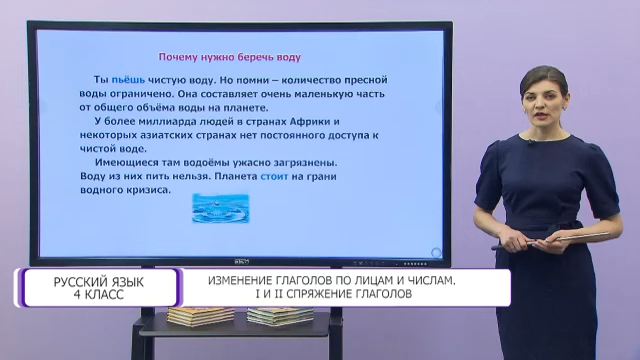 Почему нужно беречь воду
Ты пьёшь чистую воду. Но помни – количество пресной
воды ограничено. Она составляет очень маленькую часть
от общего объёма воды на планете.
У более миллиарда людей в странах Африки и
некоторых азиатских странах нет постоянного доступа к
чистой воде.
Имеющиеся там водоёмы ужасно загрязнены.
Воду из них пить нельзя. Планета стоит на грани
водного кризиса.
РУССКИЙ ЯЗЫК
4 КЛАСС
ИЗМЕНЕНИЕ ГЛАГОЛОВ ПО ЛИЦАМ И ЧИСЛАМ.
I И II СПРЯЖЕНИЕ ГЛАГОЛОВ